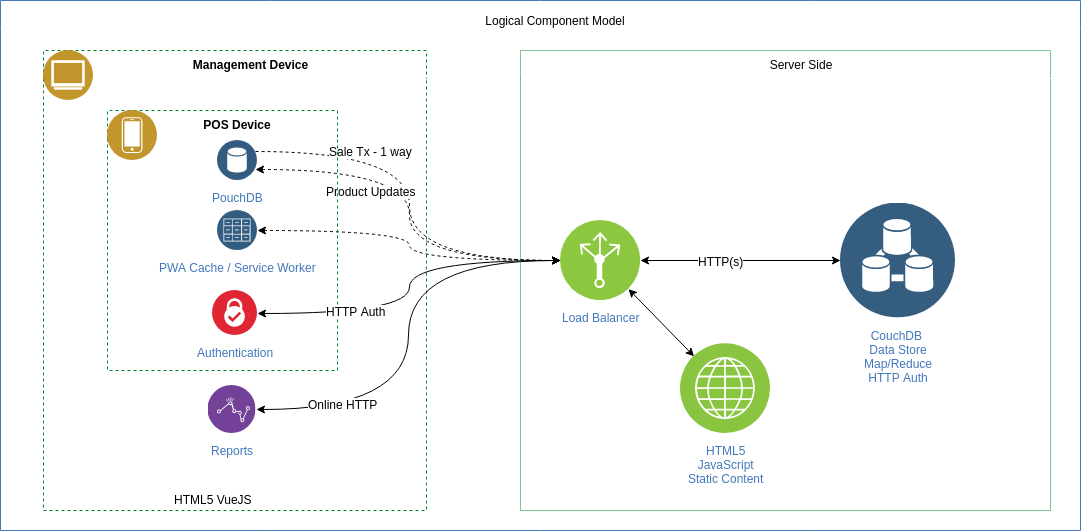 Logical Component Model
Management Device
Server Side
POS Device
Sale Tx - 1 way
PouchDB
Product Updates
PWA Cache / Service Worker
HTTP(s)
HTTP Auth
Load Balancer
Authentication
CouchDB
Data Store
Map/Reduce
HTTP Auth
Online HTTP
Reports
HTML5
JavaScript
Static Content
HTML5 VueJS